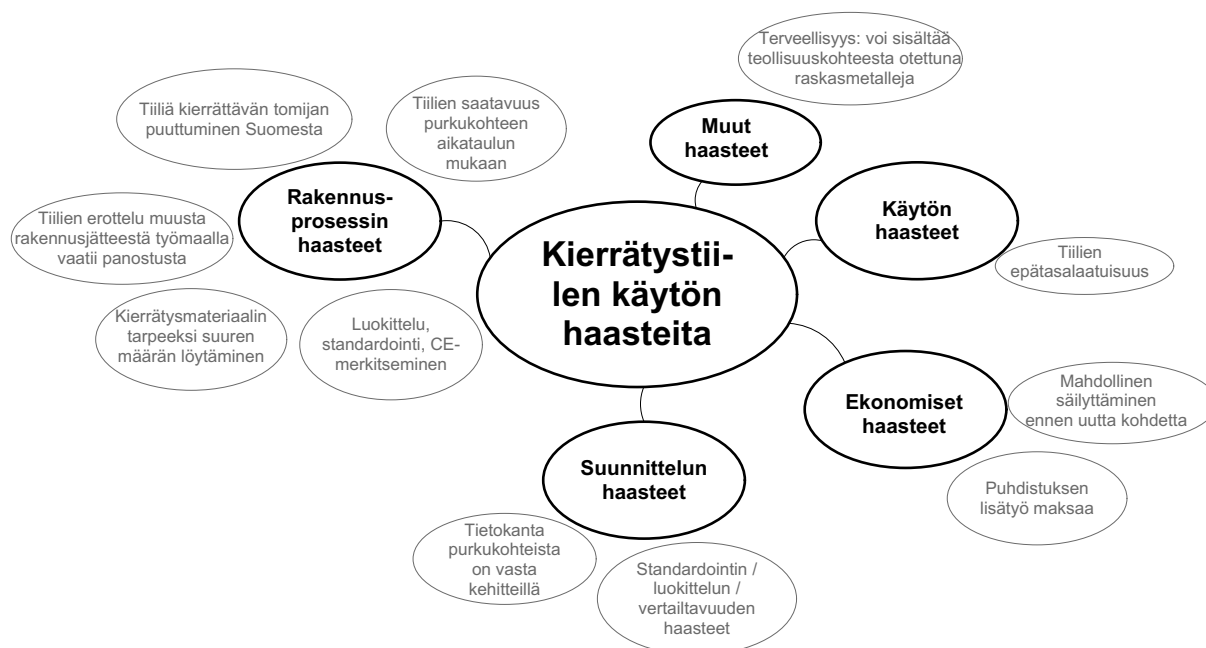 Kierrätystii-
len käytön
haasteita
Rakennus-
prosessin
haasteet
Tiiliä kierrättävän tomijan
puuttuminen Suomesta
Tiilien saatavuus
purkukohteen
aikataulun
mukaan
Tiilien erottelu muusta
rakennusjätteestä työmaalla
vaatii panostusta
Kierrätysmateriaalin
tarpeeksi suuren
määrän löytäminen
Luokittelu,
standardointi, CE-
merkitseminen
Muut
haasteet
Terveellisyys: voi sisältää
teollisuuskohteesta otettuna
raskasmetalleja
Käytön
haasteet
Tiilien
epätasalaatuisuus
Ekonomiset
haasteet
Mahdollinen
säilyttäminen
ennen uutta kohdetta
Puhdistuksen
lisätyö maksaa
Suunnittelun
haasteet
Tietokanta
purkukohteista
on vasta
kehitteillä
Standardointin /
luokittelun /
vertailtavuuden
haasteet